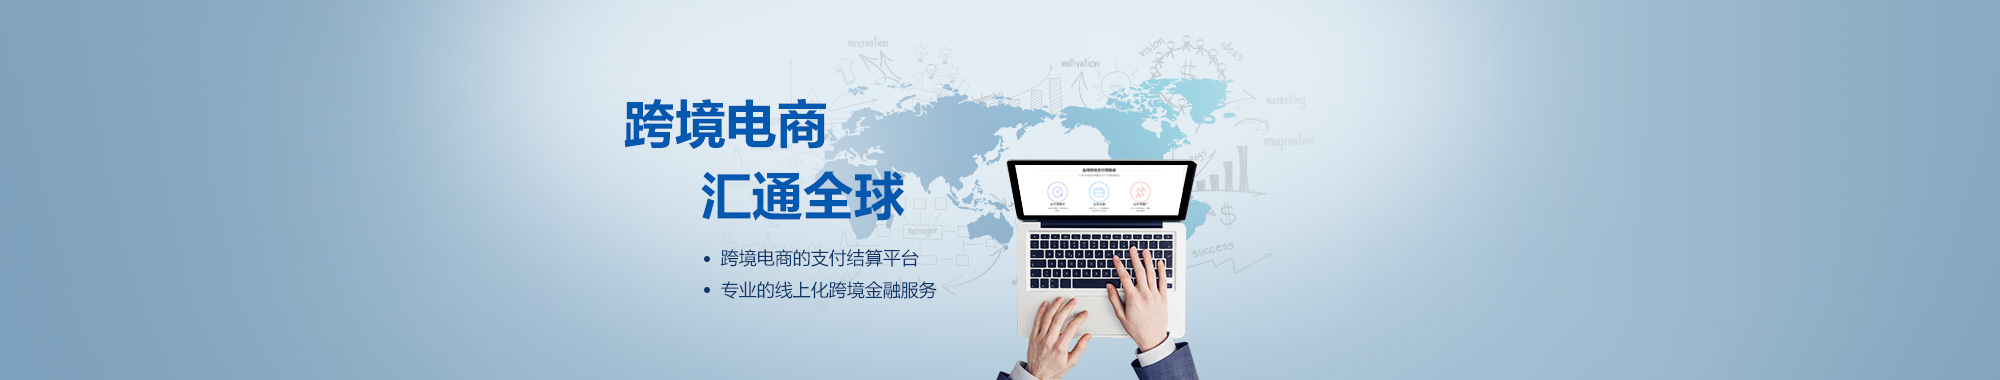 跨境电商
汇通全球
跨境电商的支付结算平台
专业的线上化跨境金融服务
innovation
motivation
vision
ideas
marketing
imagination
manager
success